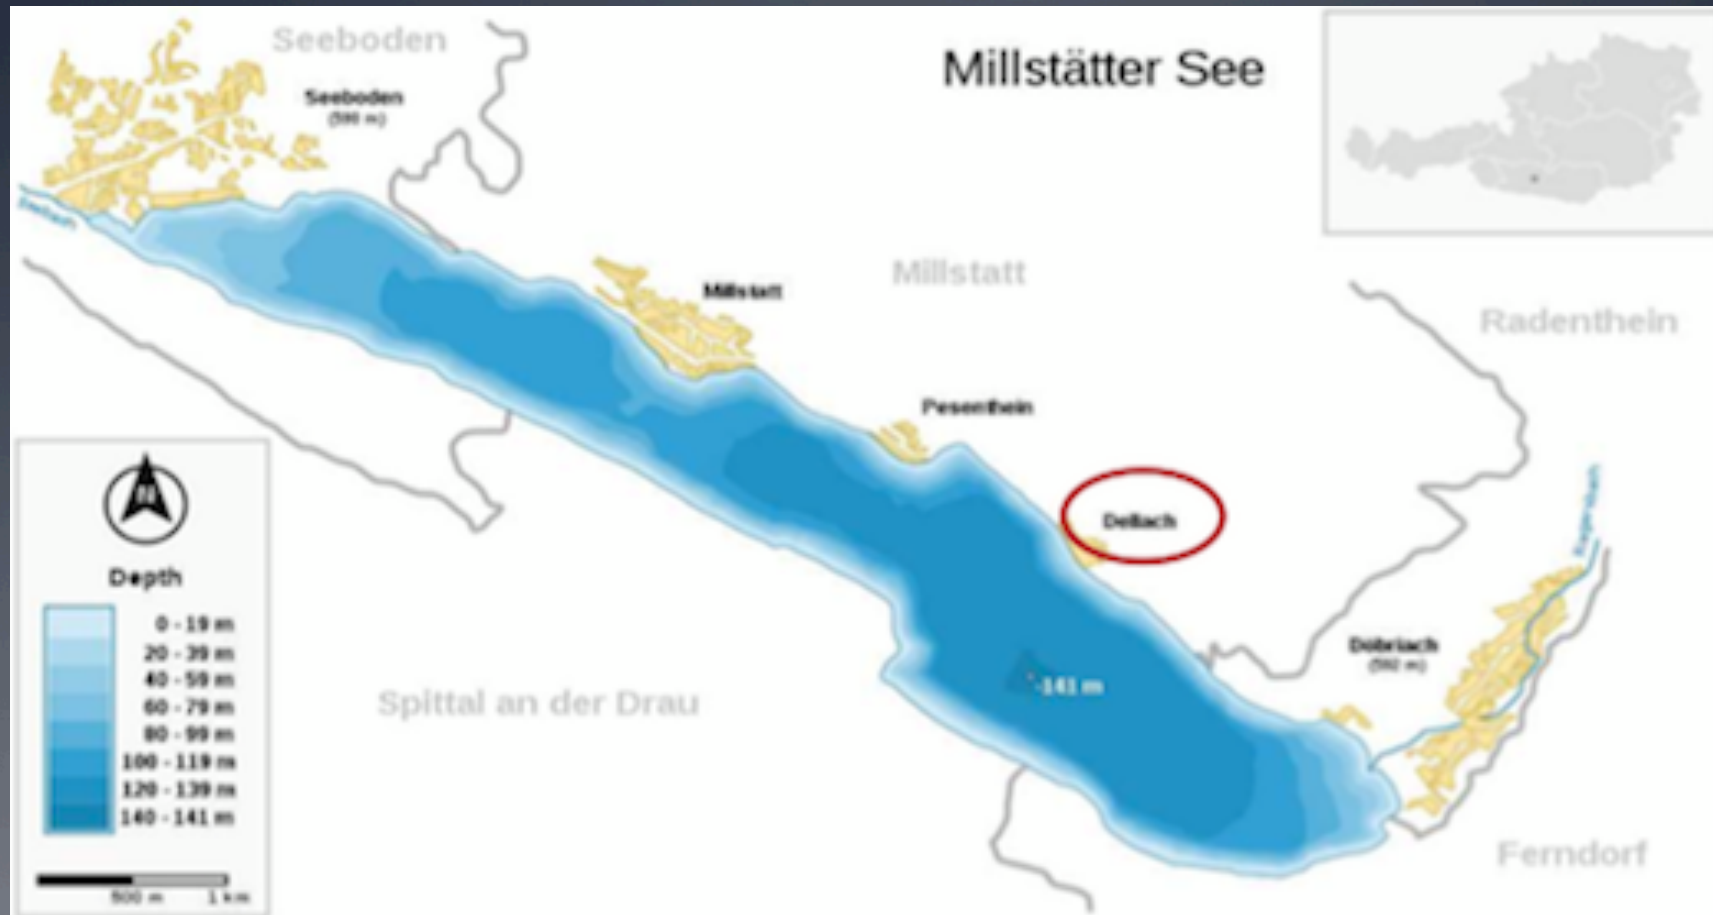 Millstätter See
Seeboden
Seeboden
Millstatt
Millstatt
Radenthein
Pesenthein
Dellach
Döbriach
(592 m)
-141 m
Spittal an der Drau
Ferndorf
N
Depth
0 - 19 m
20 - 39 m
40 - 59 m
60 - 79 m
80 - 99 m
100 - 119 m
120 - 139 m
140 - 141 m
500 m 1 km